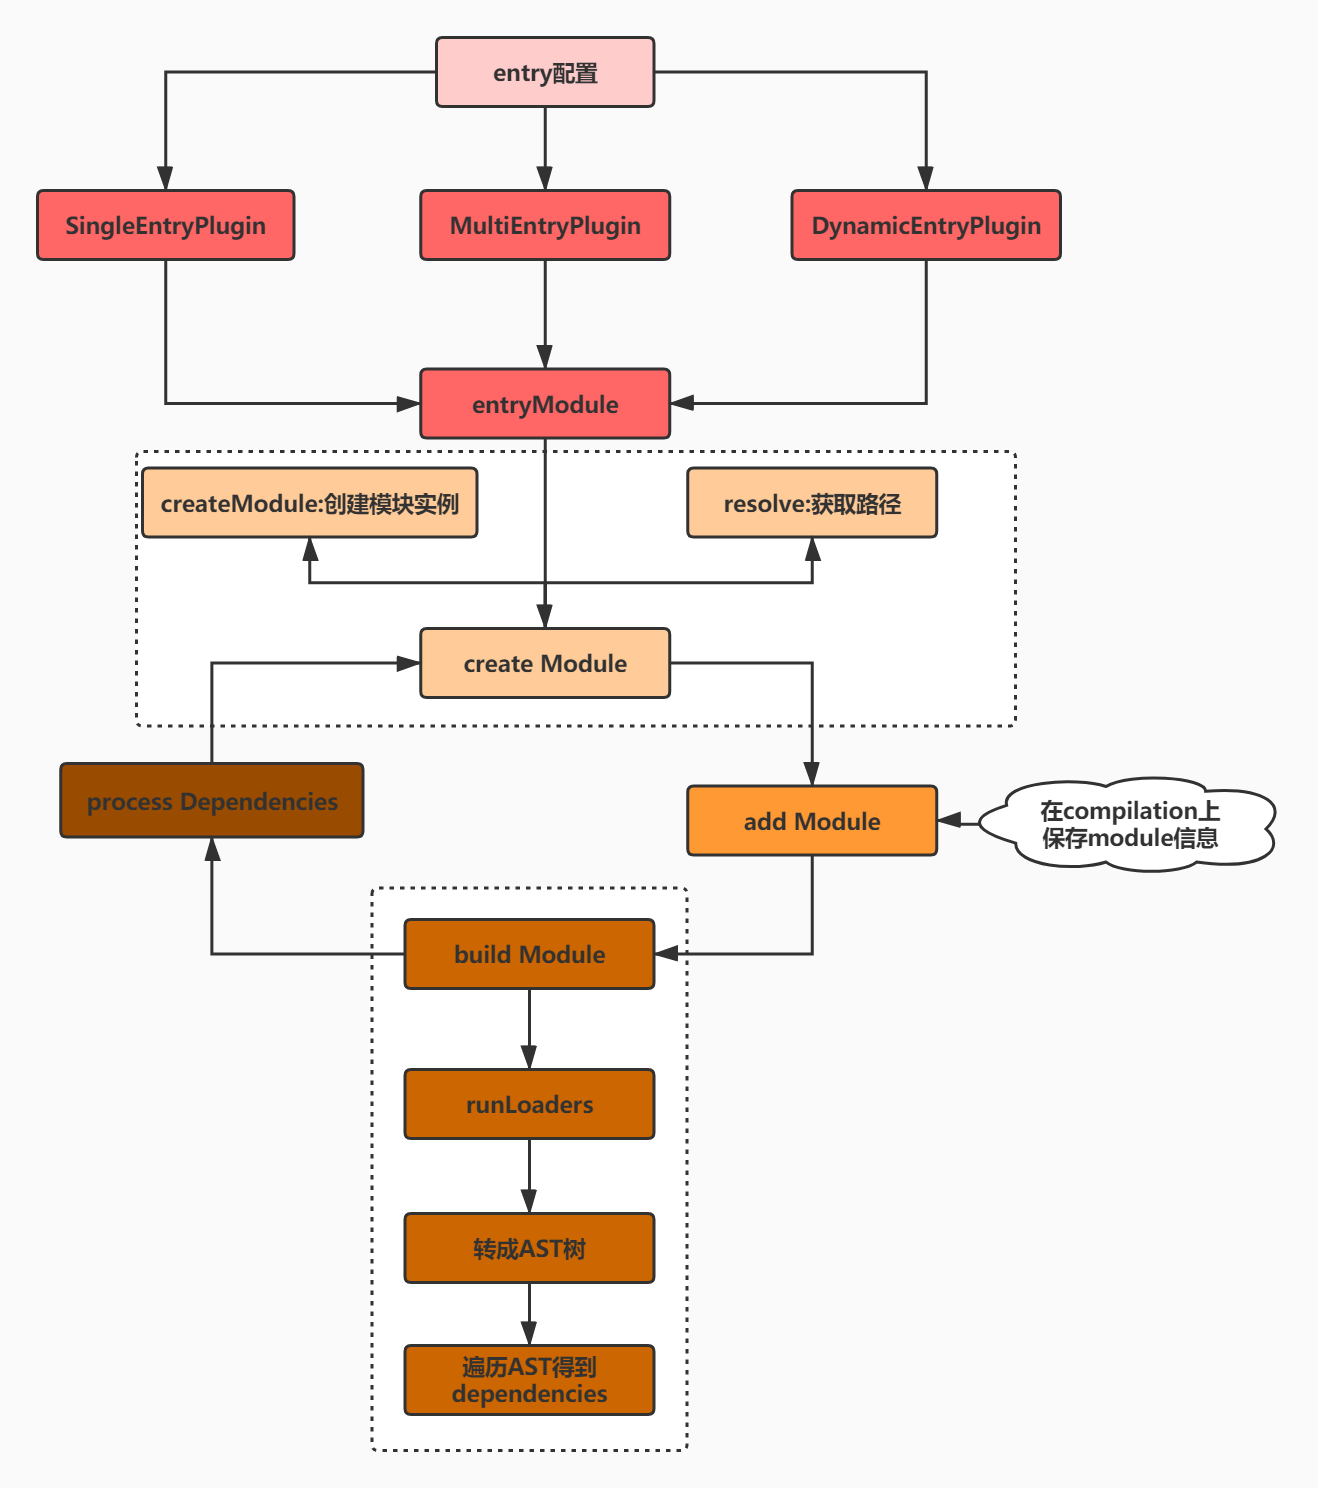 entry配置
SingleEntryPlugin
MultiEntryPlugin
DynamicEntryPlugin
entryModule
createModule:创建模块实例
resolve:获取路径
create Module
process Dependencies
add Module
在compilation上
保存module信息
build Module
runLoaders
转成AST树
遍历AST得到
dependencies